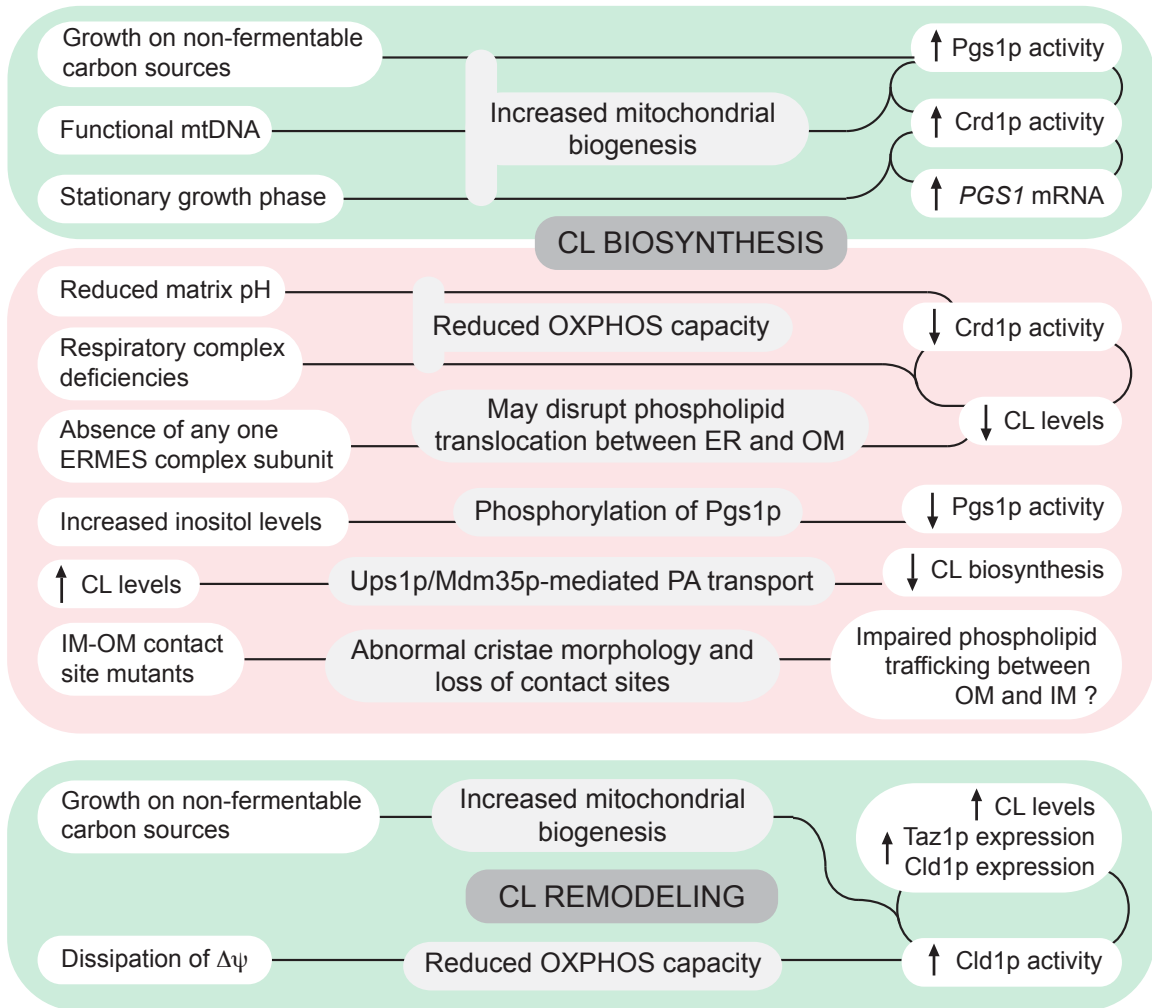 Growth on non-fermentable
carbon sources
Functional mtDNA
Stationary growth phase
Increased mitochondrial
biogenesis
↑ Pgs1p activity
↑ Crd1p activity
↑ PGS1 mRNA
CL BIOSYNTHESIS
Reduced matrix pH
Reduced OXPHOS capacity
↓ Crd1p activity
Respiratory complex
deficiencies
Absence of any one
ERMES complex subunit
May disrupt phospholipid
translocation between ER and OM
↓ CL levels
Increased inositol levels
Phosphorylation of Pgs1p
↓ Pgs1p activity
↑ CL levels
Ups1p/Mdm35p-mediated PA transport
↓ CL biosynthesis
IM-OM contact
site mutants
Abnormal cristae morphology and
loss of contact sites
Impaired phospholipid
trafficking between
OM and IM ?
Growth on non-fermentable
carbon sources
Increased mitochondrial
biogenesis
↑ CL levels
↑ Taz1p expression
Cld1p expression
CL REMODELING
Dissipation of Δψ
Reduced OXPHOS capacity
↑ Cld1p activity